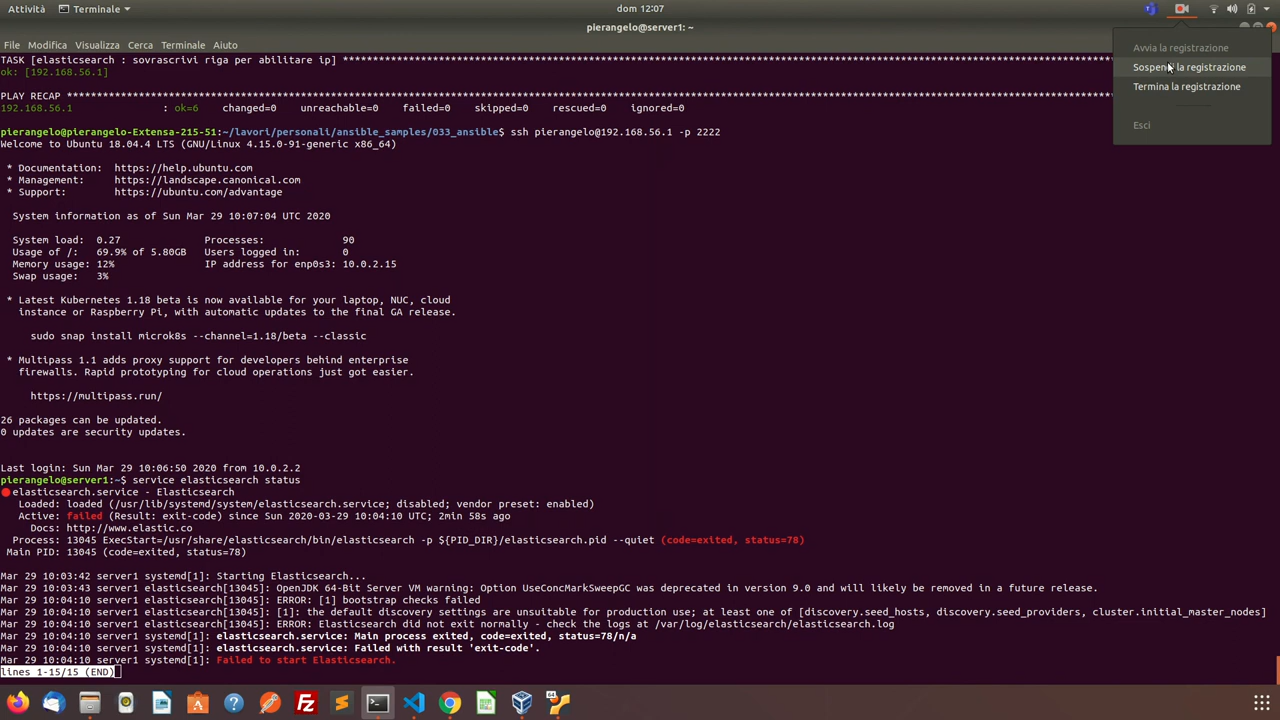 Attività Terminale dom 12:07
pierangelo@server1: ~
File Modifica Visualizza Cerca Terminale Aiuto
Avvia la registrazione
Sospendi la registrazione
Termina la registrazione
Esci
TASK [elasticsearch : sovrascrivi riga per abilitare ip] ********************************************************************************************************************************
ok: [192.168.56.1]
PLAY RECAP ******************************************************************************************************************************************************************************
192.168.56.1 : ok=6 changed=0 unreachable=0 failed=0 skipped=0 rescued=0 ignored=0
pierangelo@pierangelo-Extensa-215-51:~/lavori/personali/ansible_samples/033_ansible$ ssh pierangelo@192.168.56.1 -p 2222
Welcome to Ubuntu 18.04.4 LTS (GNU/Linux 4.15.0-91-generic x86_64)
* Documentation: https://help.ubuntu.com
* Management: https://landscape.canonical.com
* Support: https://ubuntu.com/advantage
System information as of Sun Mar 29 10:07:04 UTC 2020
System load: 0.27 Processes: 90
Usage of /: 69.9% of 5.80GB Users logged in: 0
Memory usage: 12% IP address for enp0s3: 10.0.2.15
Swap usage: 3%
* Latest Kubernetes 1.18 beta is now available for your laptop, NUC, cloud
instance or Raspberry Pi, with automatic updates to the final GA release.
sudo snap install microk8s --channel=1.18/beta --classic
* Multipass 1.1 adds proxy support for developers behind enterprise
firewalls. Rapid prototyping for cloud operations just got easier.
https://multipass.run/
26 packages can be updated.
0 updates are security updates.
Last login: Sun Mar 29 10:06:50 2020 from 10.0.2.2
pierangelo@server1:~$ service elasticsearch status
● elasticsearch.service - Elasticsearch
Loaded: loaded (/usr/lib/systemd/system/elasticsearch.service; disabled; vendor preset: enabled)
Active: failed (Result: exit-code) since Sun 2020-03-29 10:04:10 UTC; 2min 58s ago
Docs: http://www.elastic.co
Process: 13045 ExecStart=/usr/share/elasticsearch/bin/elasticsearch -p ${PID_DIR}/elasticsearch.pid --quiet (code=exited, status=78)
Main PID: 13045 (code=exited, status=78)
Mar 29 10:03:42 server1 systemd[1]: Starting Elasticsearch...
Mar 29 10:03:43 server1 elasticsearch[13045]: OpenJDK 64-Bit Server VM warning: Option UseConcMarkSweepGC was deprecated in version 9.0 and will likely be removed in a future release.
Mar 29 10:04:10 server1 elasticsearch[13045]: ERROR: [1] bootstrap checks failed
Mar 29 10:04:10 server1 elasticsearch[13045]: [1]: the default discovery settings are unsuitable for production use; at least one of [discovery.seed_hosts, discovery.seed_providers, cluster.initial_master_nodes]
Mar 29 10:04:10 server1 elasticsearch[13045]: ERROR: Elasticsearch did not exit normally - check the logs at /var/log/elasticsearch/elasticsearch.log
Mar 29 10:04:10 server1 systemd[1]: elasticsearch.service: Main process exited, code=exited, status=78/n/a
Mar 29 10:04:10 server1 systemd[1]: elasticsearch.service: Failed with result 'exit-code'.
Mar 29 10:04:10 server1 systemd[1]: Failed to start Elasticsearch.
lines 1-15/15 (END)